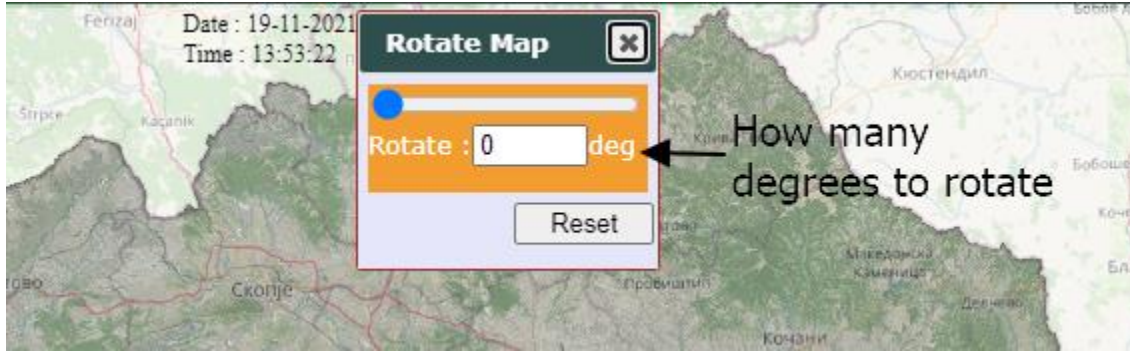 Ferizaj
Date : 19-11-2021
Time : 13:53:22
Rotate Map
Кюстендил
Štrpce
Kaçanik
Rotate : 0 deg
How many
degrees to rotate
Reset
Македонска
Каменица
Скопје
Пробиштип
Делчево
Кочани